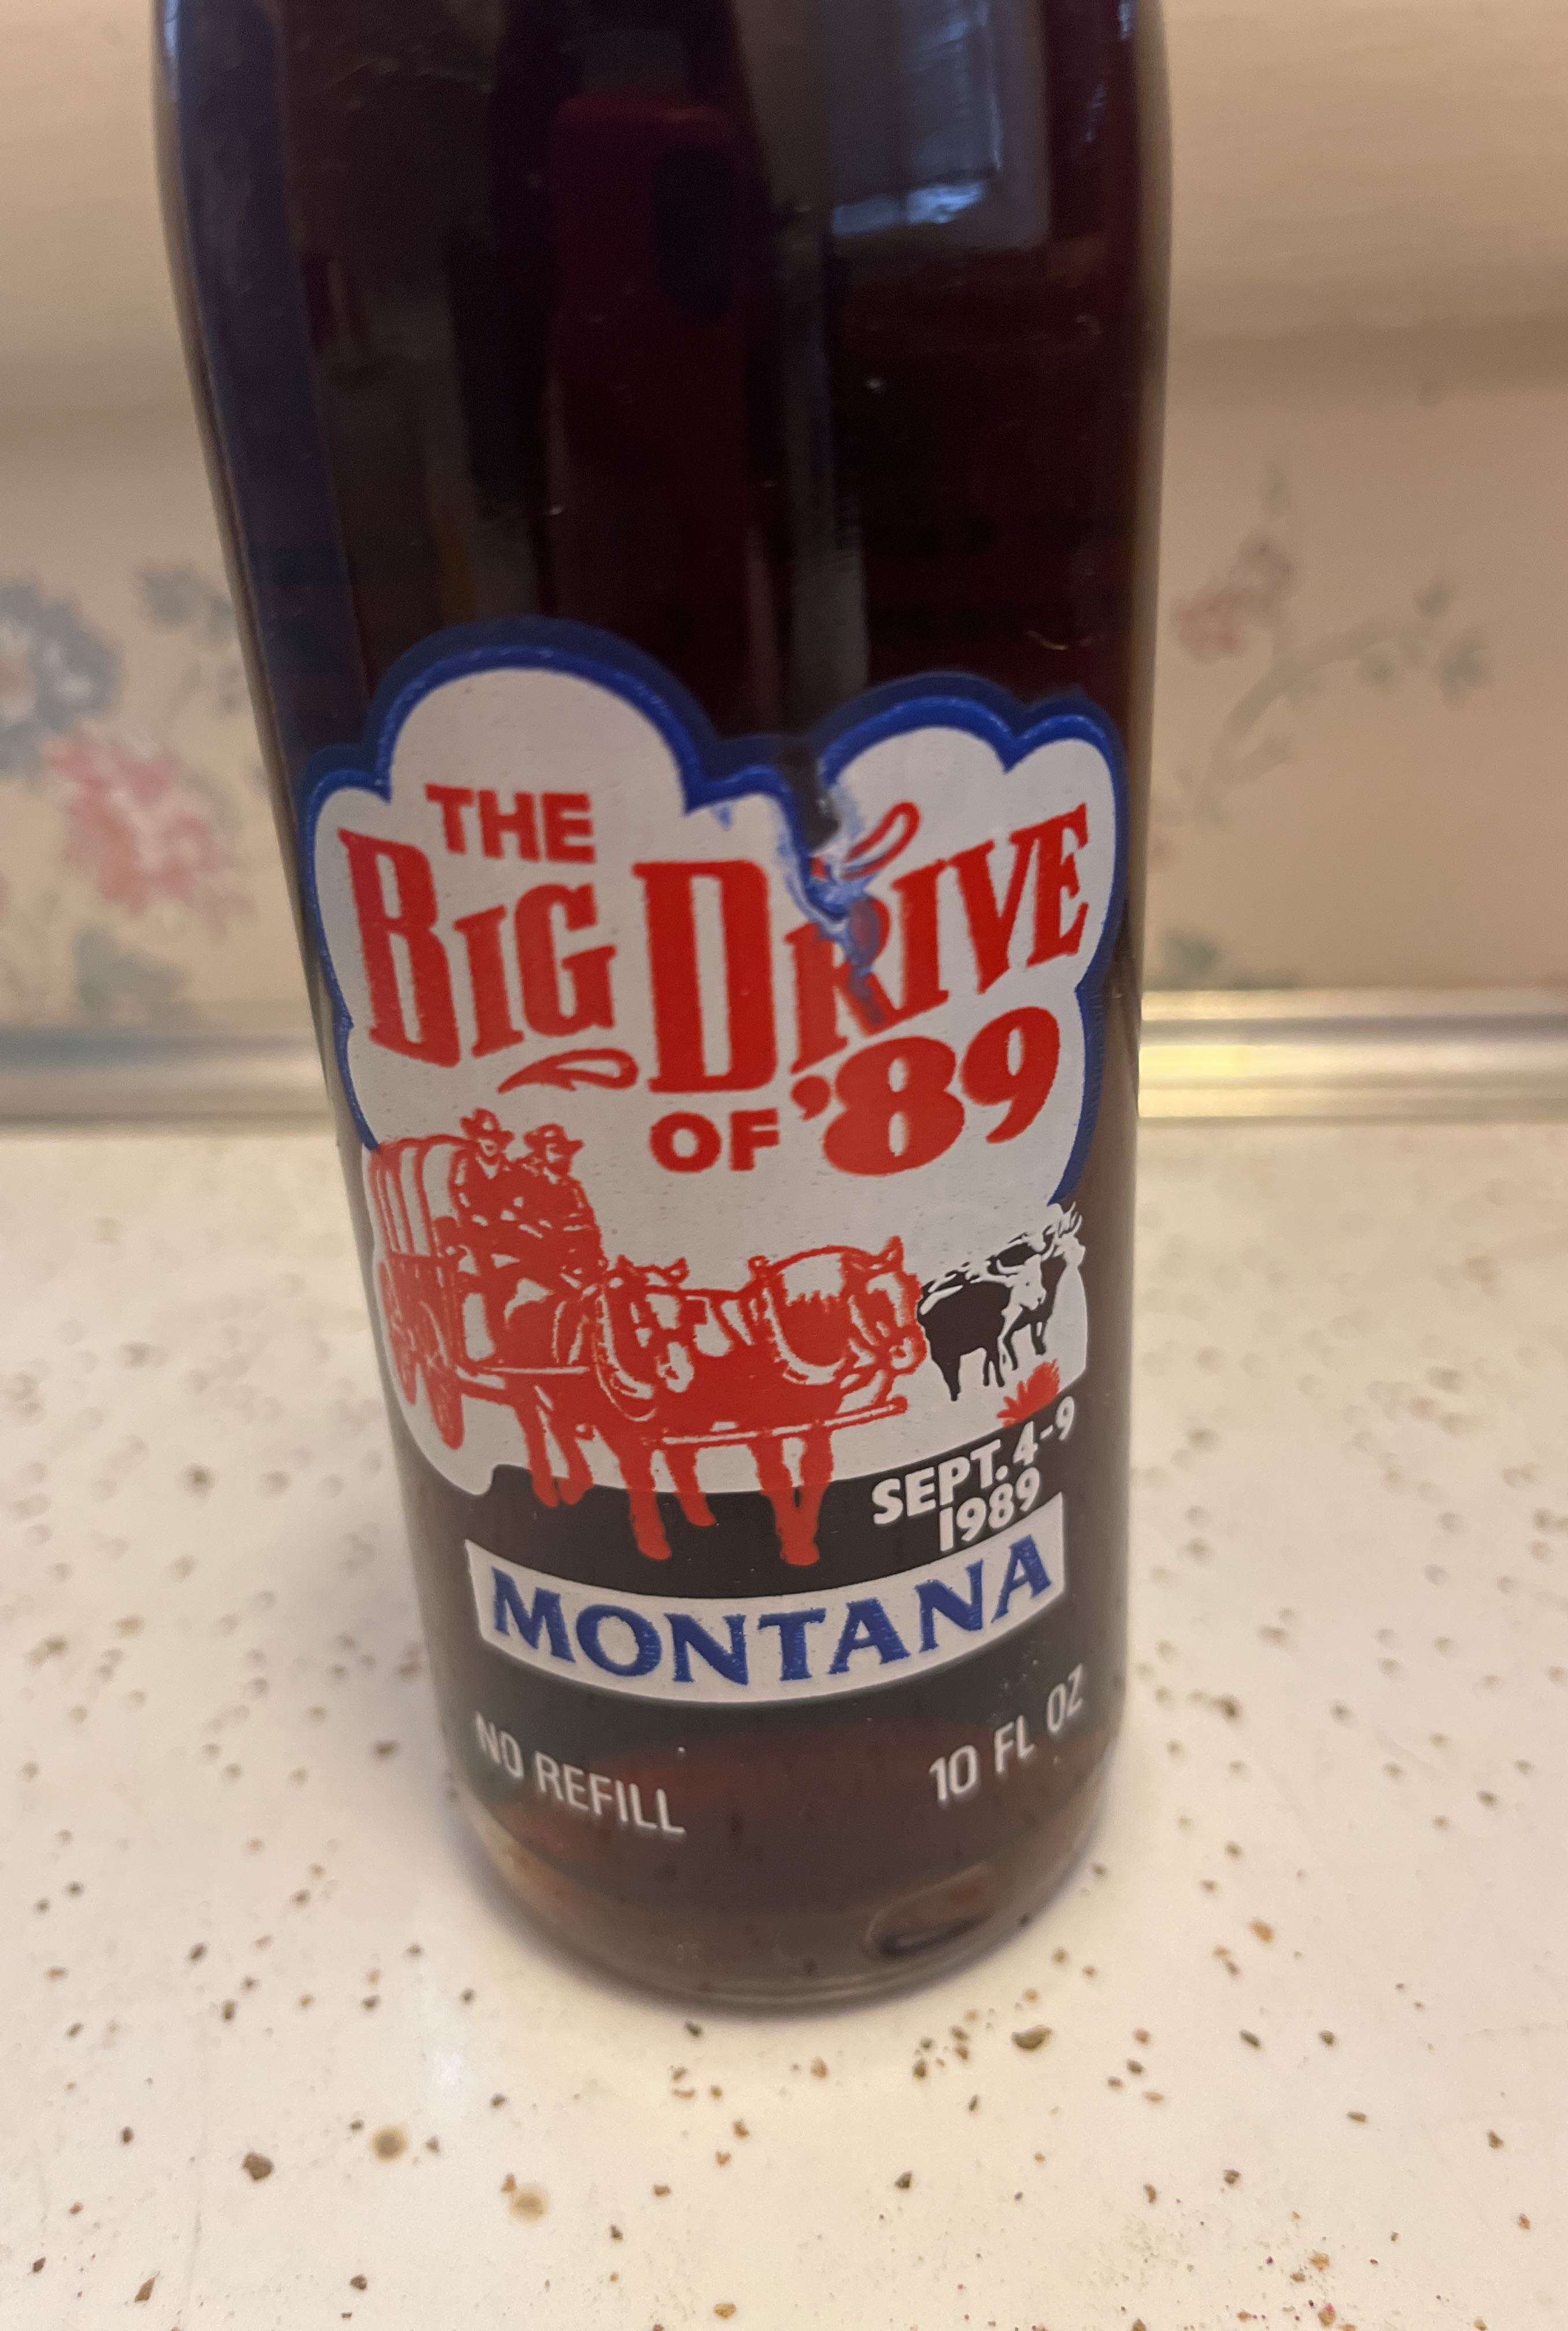 THE
BIG DRIVE
OF '89
SEPT. 4-9
1989
MONTANA
NO REFILL
10 FL OZ